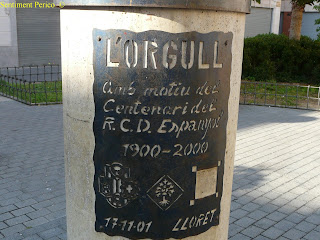 Sentiment Perico ©
"L'ORGULL"
Amb motiu del
Centenari del
R.C.D. Espanyol
1900-2000
17-11-01 LLORET